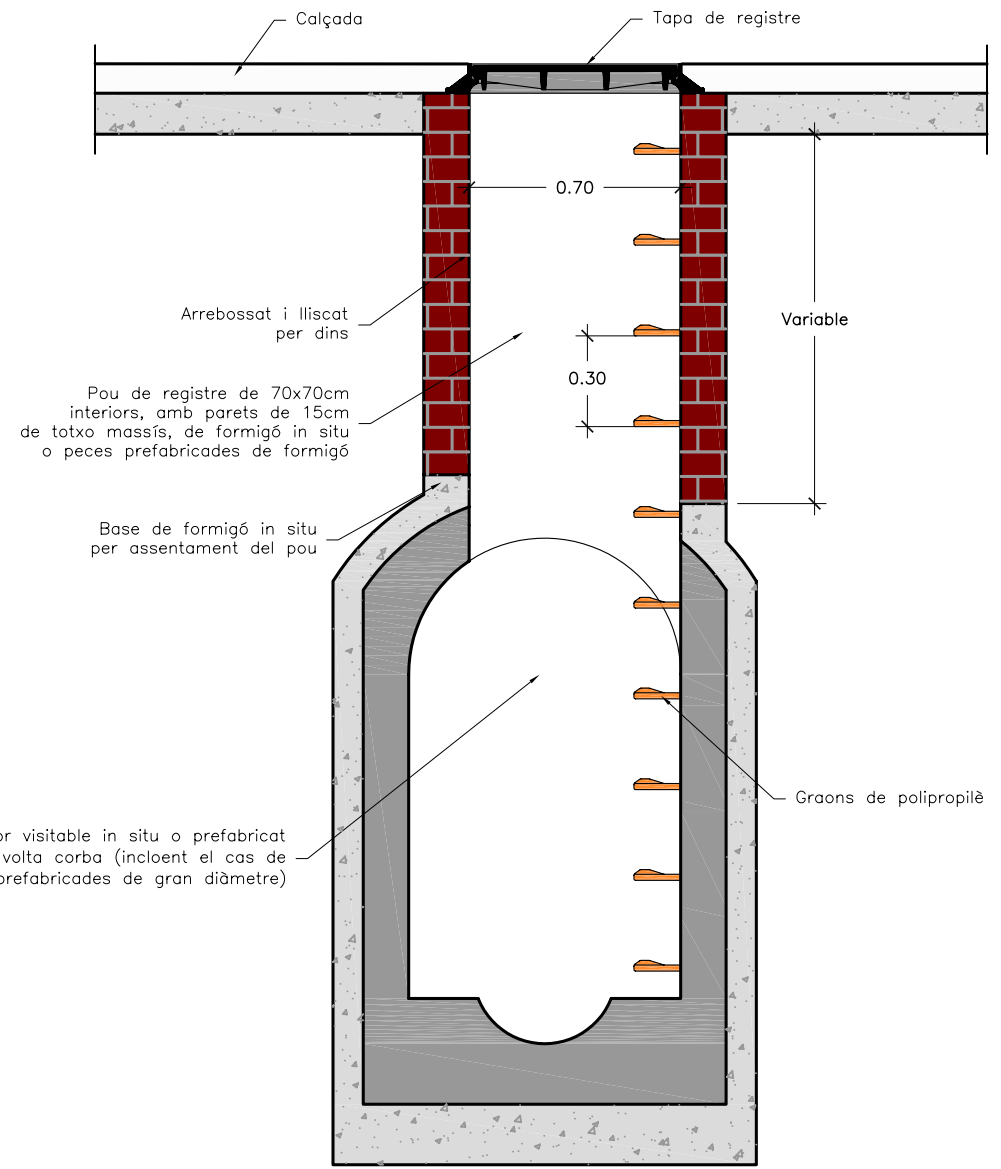 Calçada
Tapa de registre
0.70
Arrebossat i lliscat
per dins
Variable
0.30
Pou de registre de 70x70cm
interiors, amb parets de 15cm
de totxo massís, de formigó in situ
o peces prefabricades de formigó
Base de formigó in situ
per assentament del pou
Graons de polipropilè
visitable in situ o prefabricat
volta corba (incloent el cas de
prefabricades de gran diàmetre)